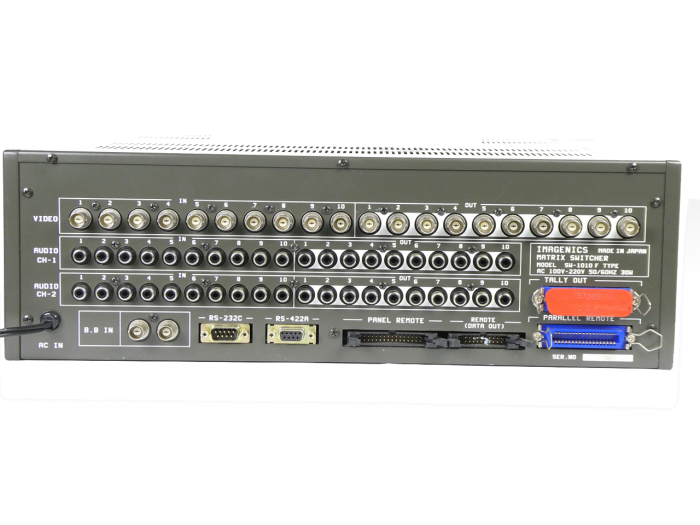 IN
OUT
1 2 3 4 5 6 7 8 9 10 1 2 3 4 5 6 7 8 9 10
VIDEO
IN
OUT
1 2 3 4 5 6 7 8 9 10 1 2 3 4 5 6 7 8 9 10
AUDIO
CH-1
IN
OUT
1 2 3 4 5 6 7 8 9 10 1 2 3 4 5 6 7 8 9 10
AUDIO
CH-2
IMAGENICS MADE IN JAPAN
MATRIX SWITCHER
MODEL SW-1010 F TYPE
AC 100V-220V 50/60HZ 30W
TALLY OUT
PARALLEL REMOTE
SER.NO
AC IN
B.B IN
RS-232C
RS-422A
PANEL REMOTE
REMOTE
(DATA OUT)